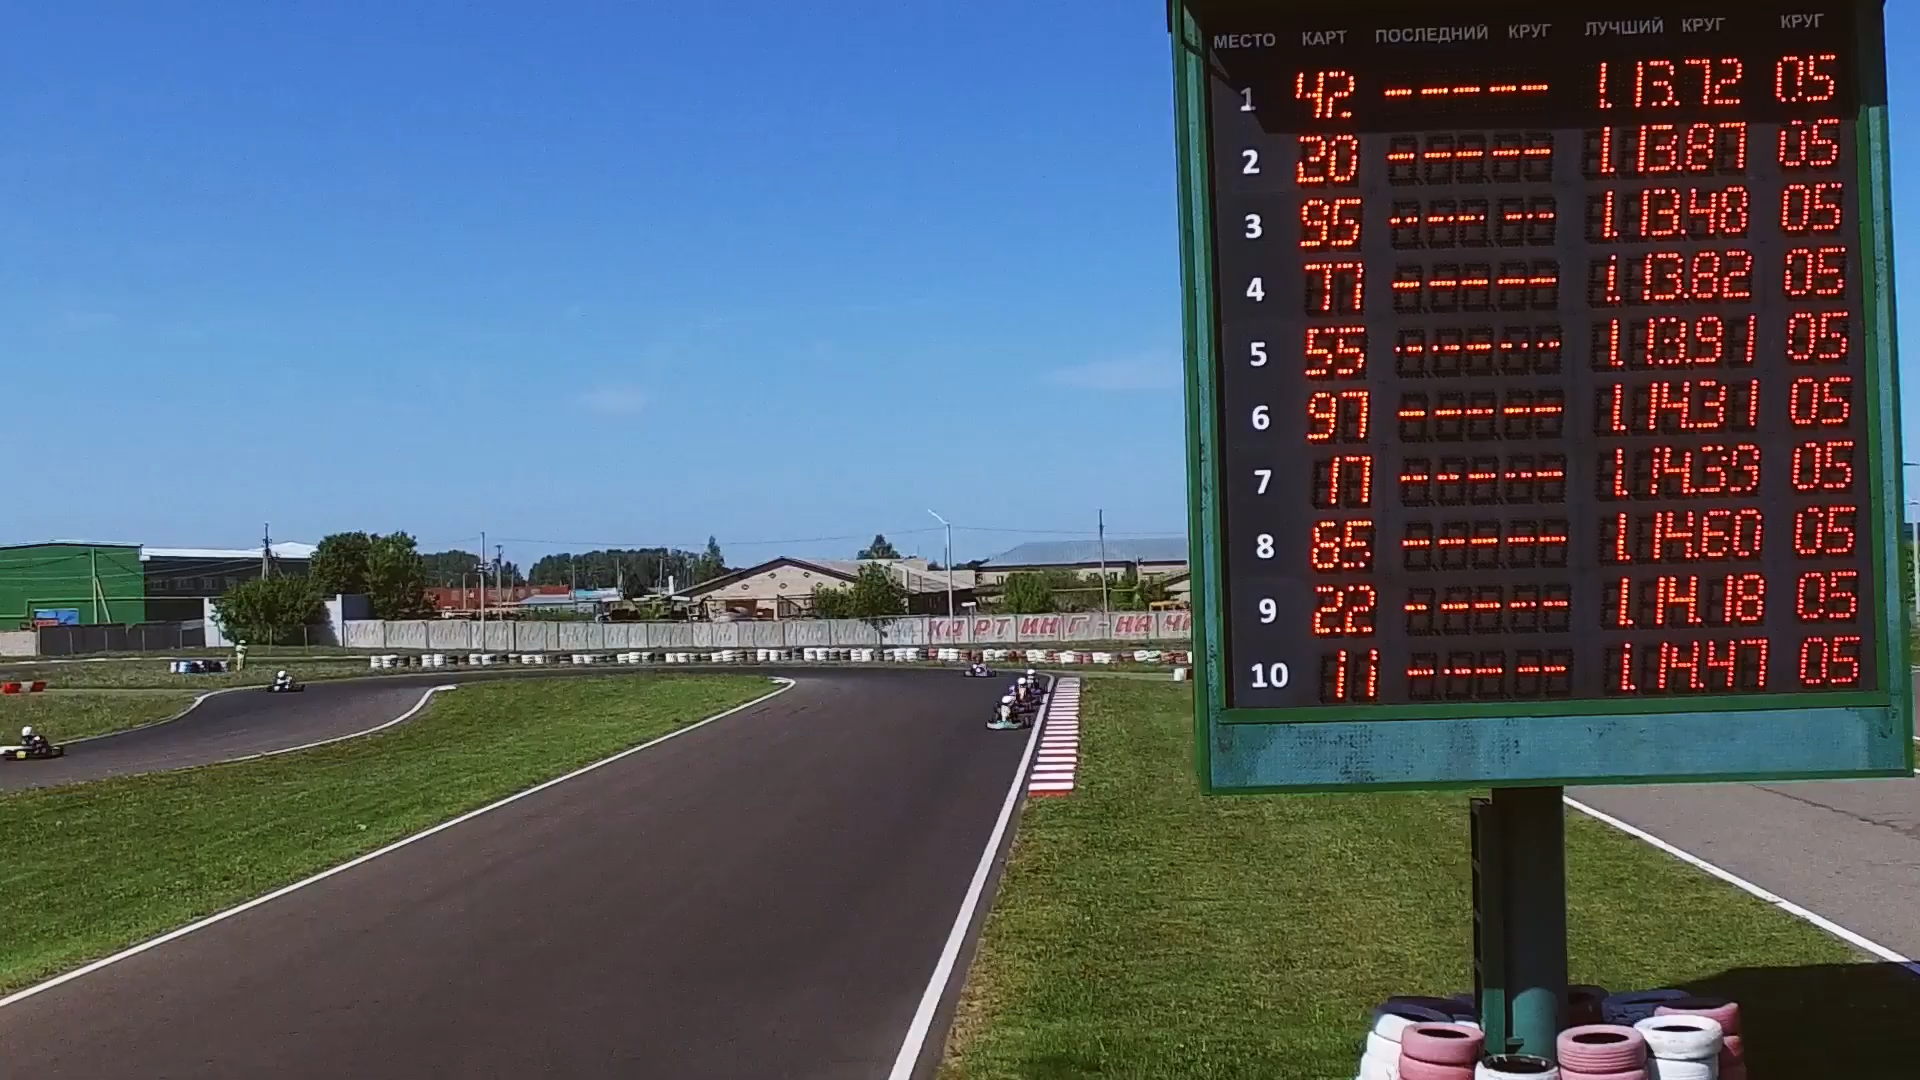 МЕСТО КАРТ ПОСЛЕДНИЙ КРУГ ЛУЧШИЙ КРУГ КРУГ
1 42 ----- 1.13.72 05
2 20 ----- 1.13.87 05
3 95 ----- 1.13.48 05
4 77 ----- 1.13.82 05
5 55 ----- 1.13.91 05
6 97 ----- 1.14.31 05
7 17 ----- 1.14.39 05
8 65 ----- 1.14.60 05
9 22 ----- 1.14.18 05
10 11 ----- 1.14.47 05
КАРТИНГ-НАЧ